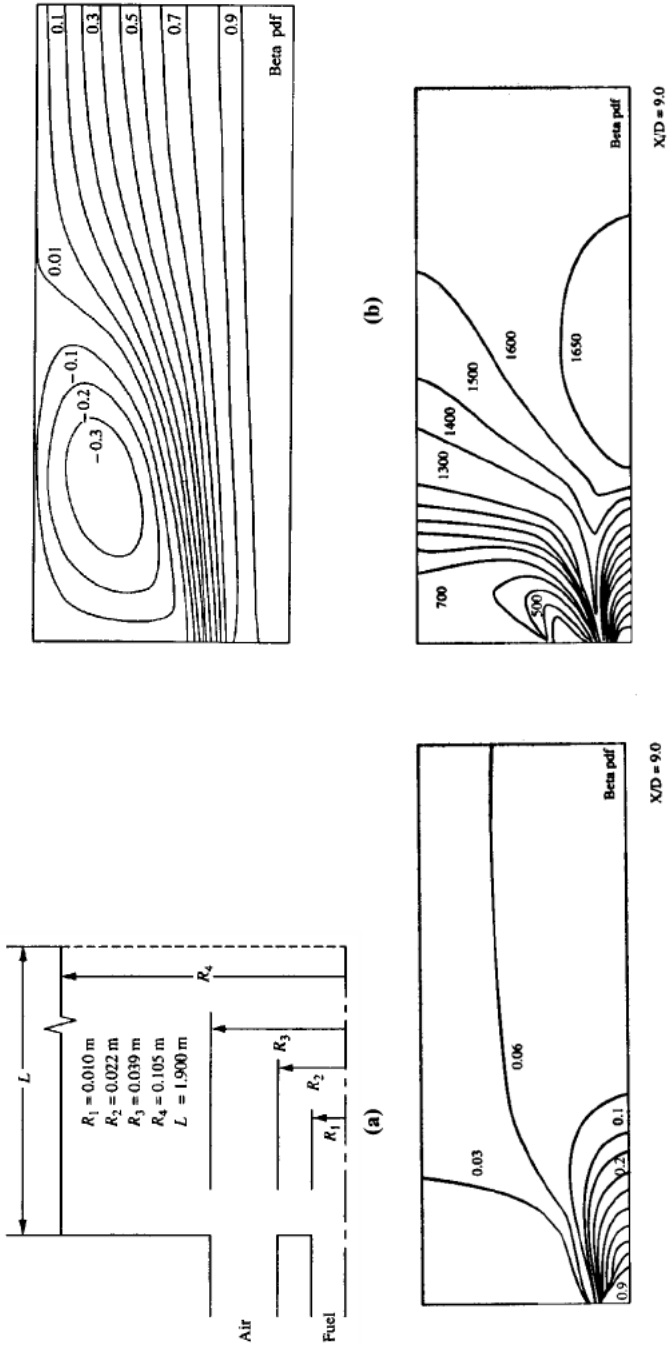 L
R₁ = 0.010 m
R₂ = 0.022 m
R₃ = 0.039 m
R₄ = 0.105 m
L = 1.900 m
R₄
R₃
R₂
R₁
Air
Fuel
(a)
0.1
0.3
0.5
0.7
0.9
Beta pdf
0.01
−0.1
−0.2
−0.3
(b)
0.03
0.06
0.9
0.2
0.1
Beta pdf
X/D = 9.0
700
500
1300
1400
1500
1600
1650
Beta pdf
X/D = 9.0